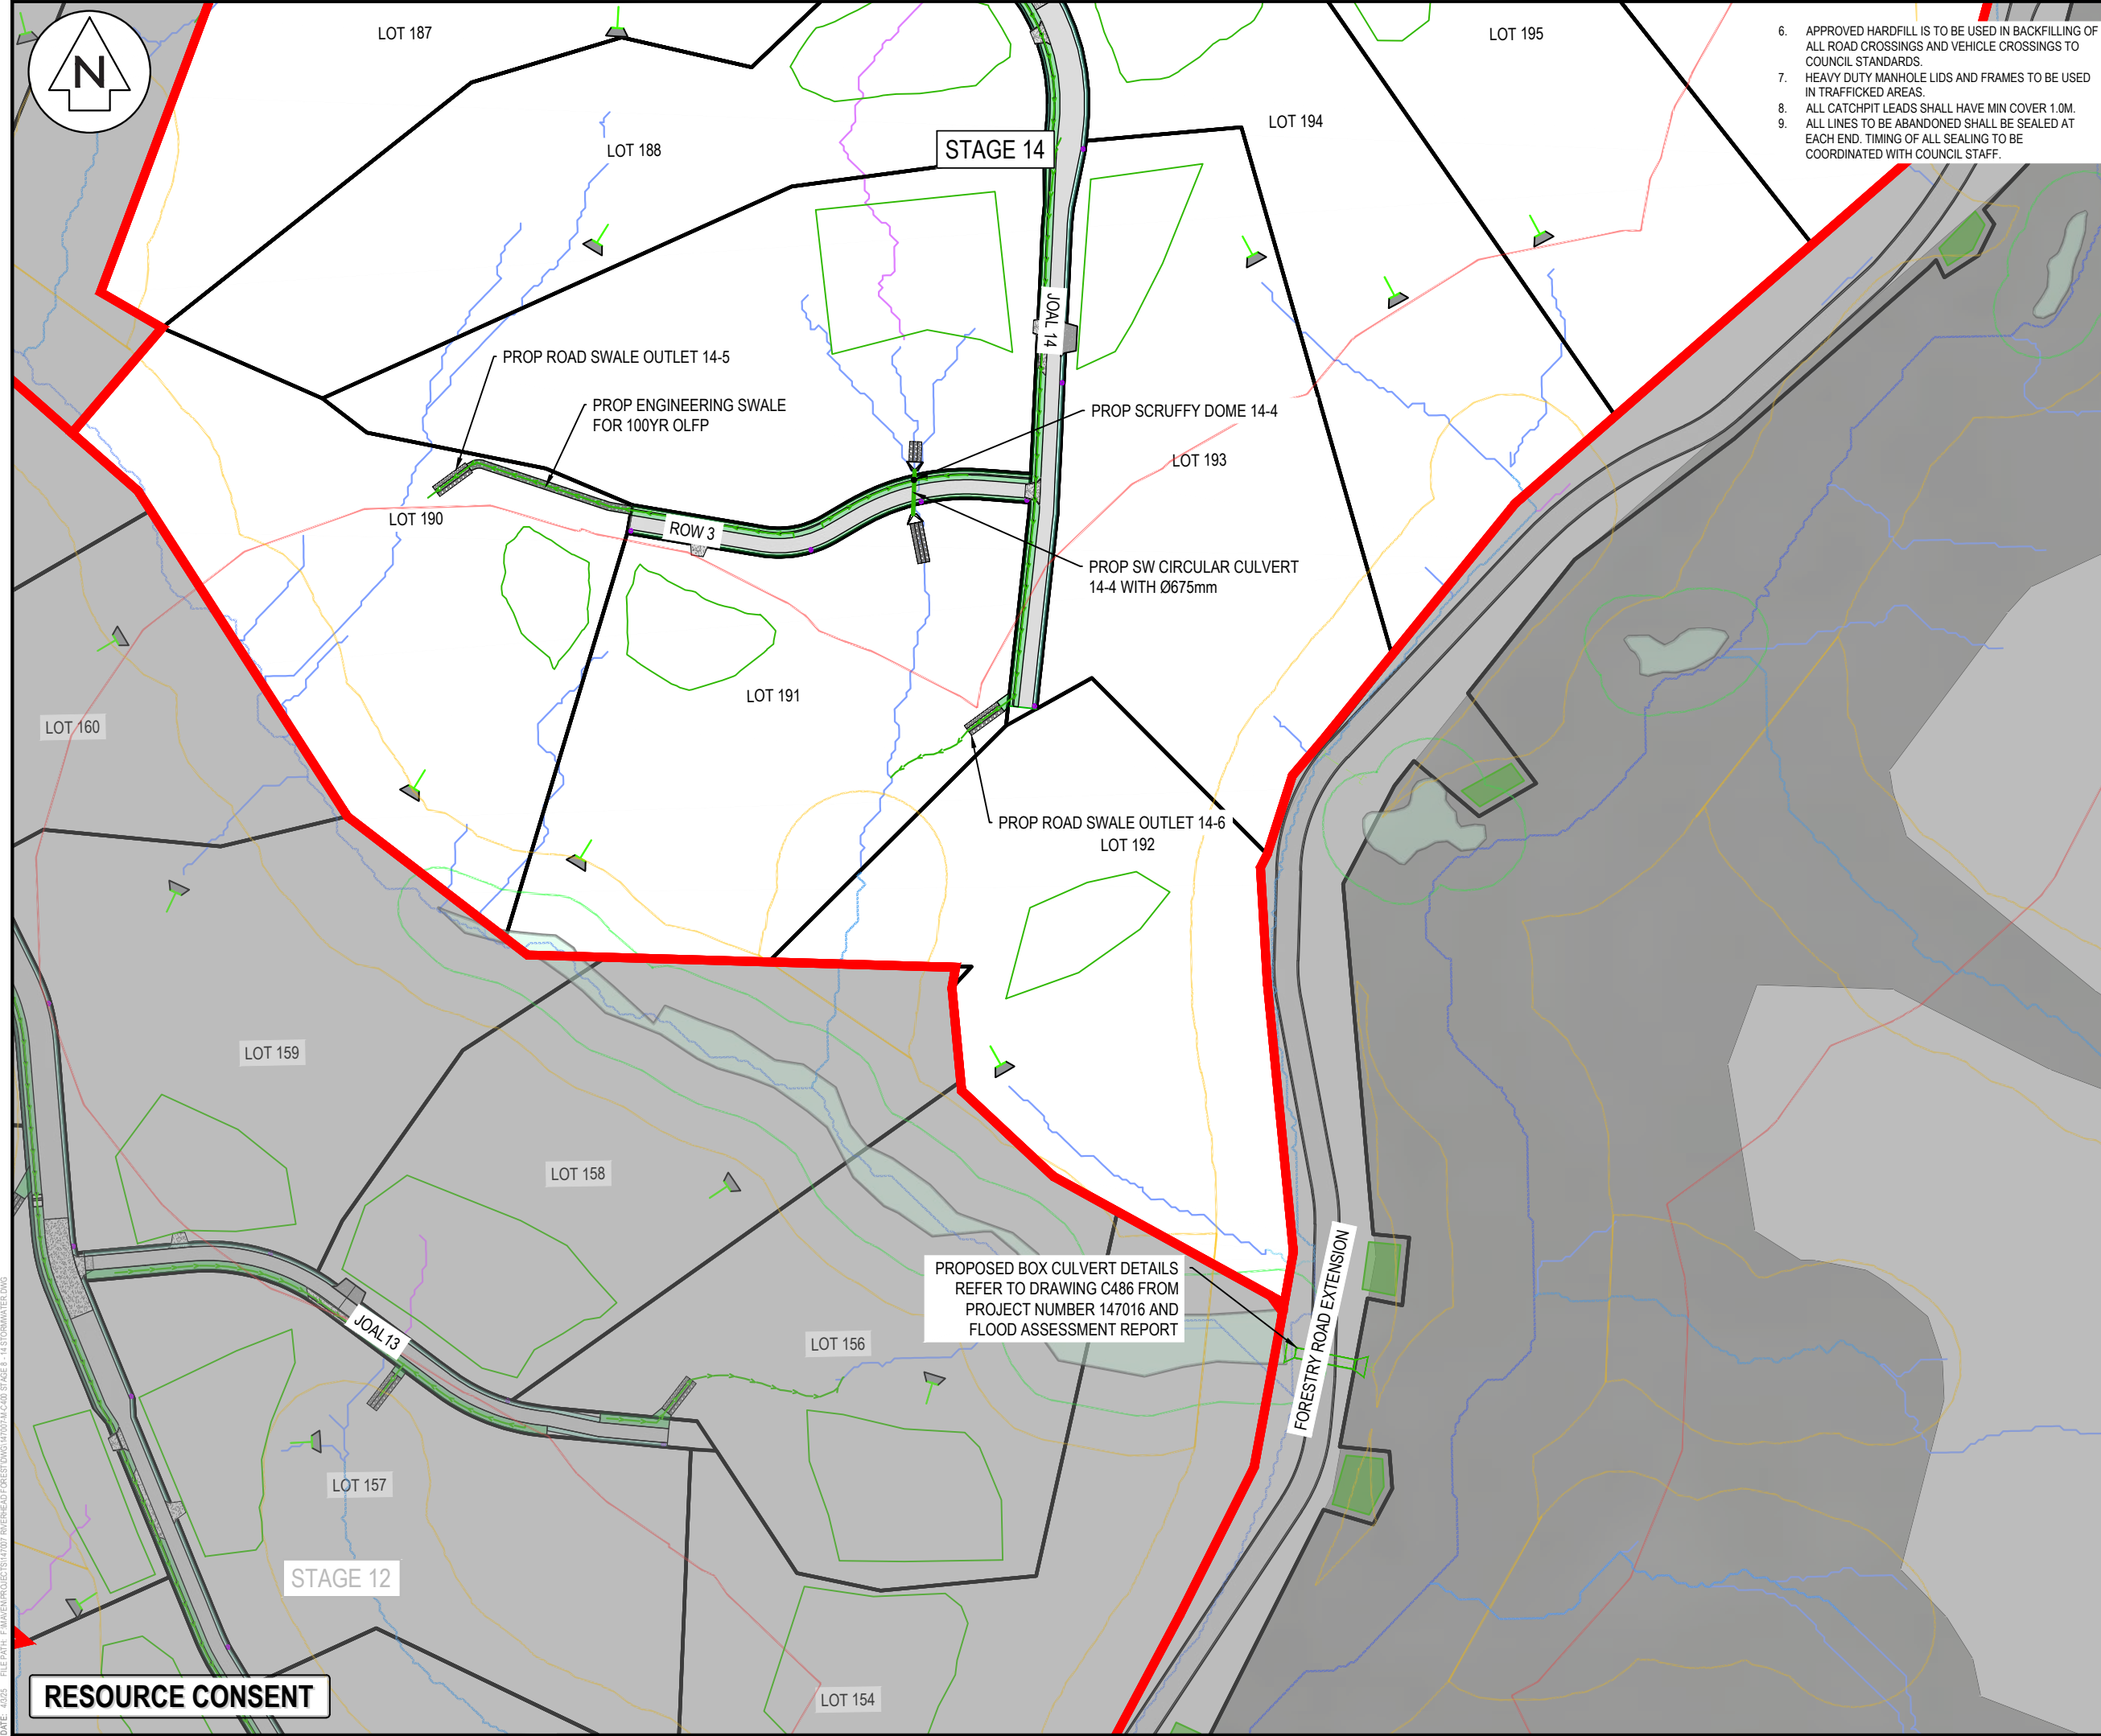 N
LOT 187
LOT 195
6. APPROVED HARDFILL IS TO BE USED IN BACKFILLING OF
ALL ROAD CROSSINGS AND VEHICLE CROSSINGS TO
COUNCIL STANDARDS.
7. HEAVY DUTY MANHOLE LIDS AND FRAMES TO BE USED
IN TRAFFICKED AREAS.
8. ALL CATCHPIT LEADS SHALL HAVE MIN COVER 1.0M.
9. ALL LINES TO BE ABANDONED SHALL BE SEALED AT
EACH END. TIMING OF ALL SEALING TO BE
COORDINATED WITH COUNCIL STAFF.
LOT 194
LOT 188
STAGE 14
JOAL 14
PROP ROAD SWALE OUTLET 14-5
PROP ENGINEERING SWALE
FOR 100YR OLFP
PROP SCRUFFY DOME 14-4
LOT 193
LOT 190
ROW 3
PROP SW CIRCULAR CULVERT
14-4 WITH Ø675mm
LOT 191
LOT 160
PROP ROAD SWALE OUTLET 14-6
LOT 192
LOT 159
LOT 158
PROPOSED BOX CULVERT DETAILS
REFER TO DRAWING C486 FROM
PROJECT NUMBER 147016 AND
FLOOD ASSESSMENT REPORT
FORESTRY ROAD EXTENSION
JOAL13
LOT 156
LOT 157
STAGE 12
RESOURCE CONSENT
LOT 154